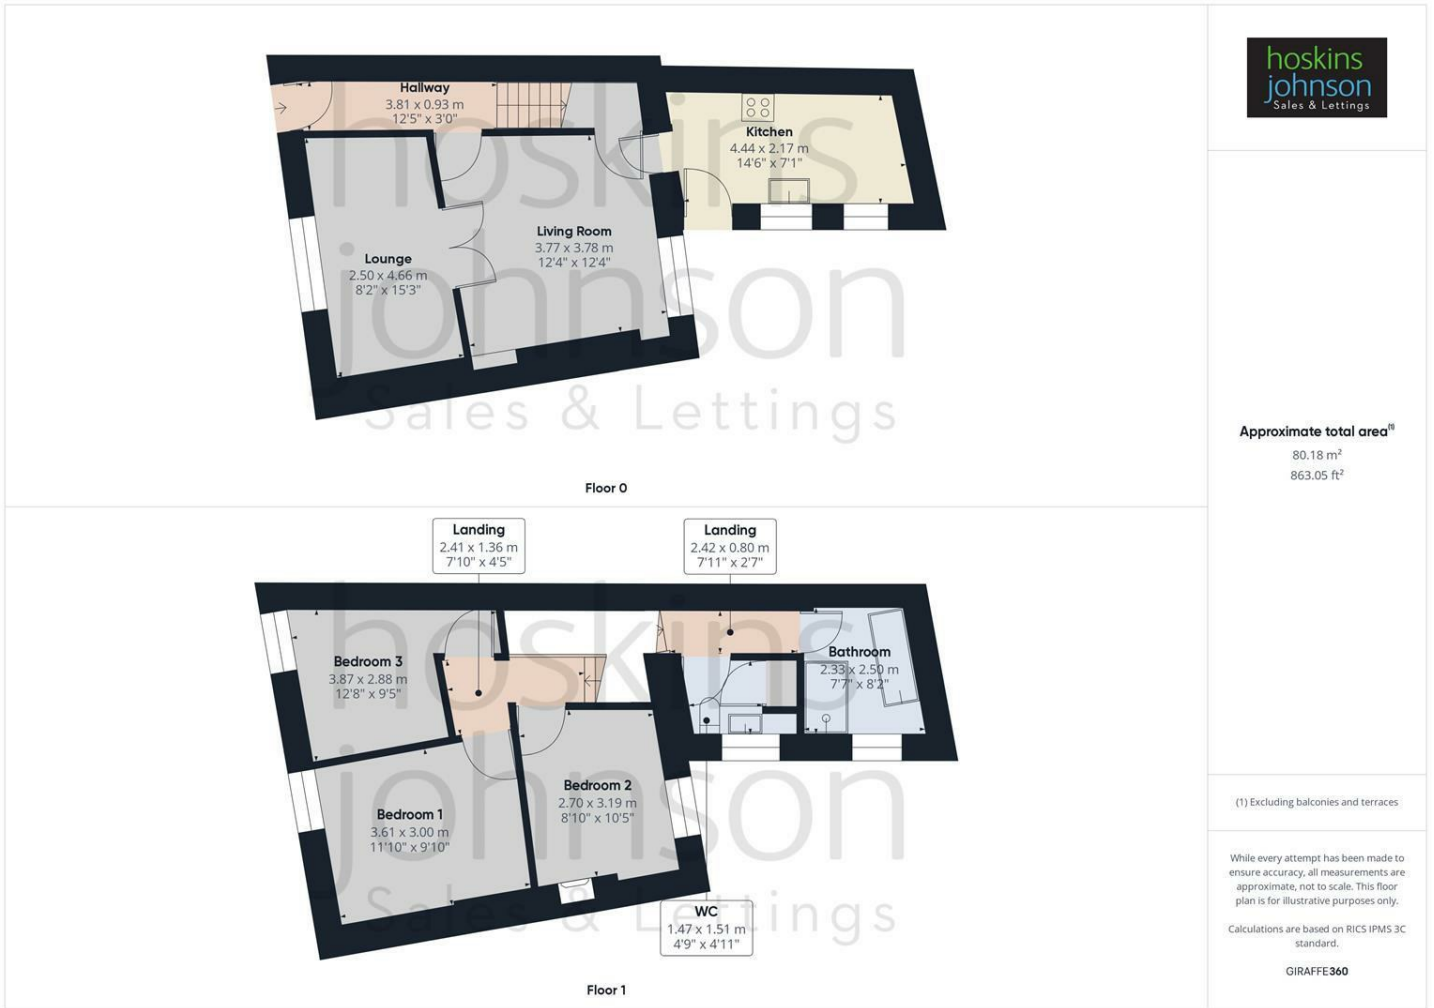 hoskins
johnson
Sales & Lettings
Hallway
3.81 x 0.93 m
12'5" x 3'0"
Kitchen
4.44 x 2.17 m
14'6" x 7'1"
Living Room
3.77 x 3.78 m
12'4" x 12'4"
Lounge
2.50 x 4.66 m
8'2" x 15'3"
hoskins
johnson
Sales & Lettings
Floor 0
Approximate total area(1)
80.18 m²
863.05 ft²
Landing
2.41 x 1.36 m
7'10" x 4'5"
Landing
2.42 x 0.80 m
7'11" x 2'7"
Bedroom 3
3.87 x 2.88 m
12'8" x 9'5"
Bathroom
2.33 x 2.50 m
7'7" x 8'2"
Bedroom 2
2.70 x 3.19 m
8'10" x 10'5"
Bedroom 1
3.61 x 3.00 m
11'10" x 9'10"
WC
1.47 x 1.51 m
4'9" x 4'11"
hoskins
johnson
Sales & Lettings
Floor 1
(1) Excluding balconies and terraces
While every attempt has been made to
ensure accuracy, all measurements are
approximate, not to scale. This floor
plan is for illustrative purposes only.
Calculations are based on RICS IPMS 3C
standard.
GIRAFFE360